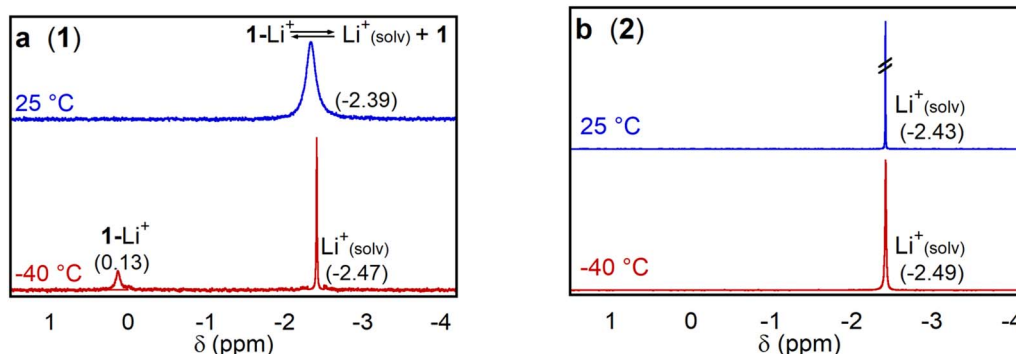 a (1)
1-Li+ ⇌ Li+(solv) + 1
25 °C
(-2.39)
1-Li+
(0.13)
Li+(solv)
(-2.47)
-40 °C
1 0 -1 -2 -3 -4
δ (ppm)
b (2)
25 °C
Li+(solv)
(-2.43)
-40 °C
Li+(solv)
(-2.49)
1 0 -1 -2 -3 -4
δ (ppm)